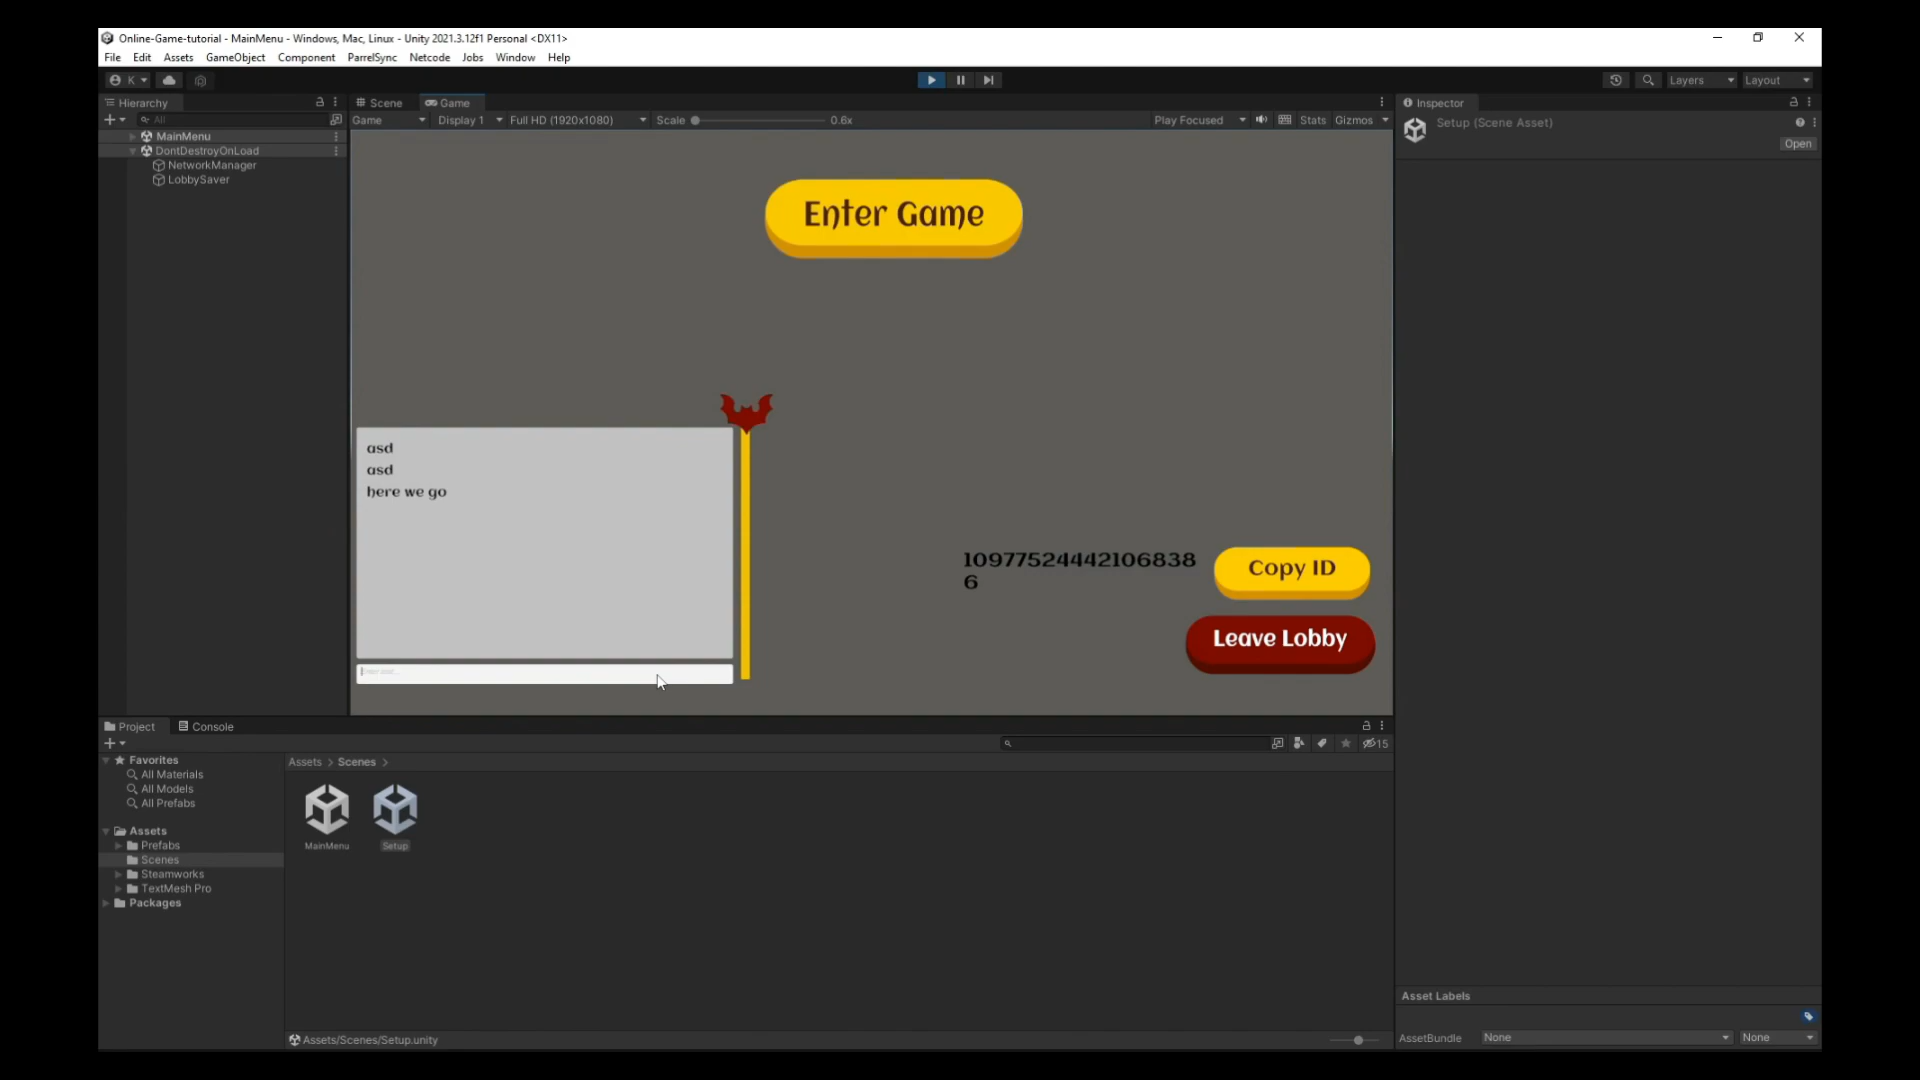 Online-Game-tutorial - MainMenu - Windows, Mac, Linux - Unity 2021.3.12f1 Personal <DX11>
File Edit Assets GameObject Component ParrelSync Netcode Jobs Window Help
K
Layers Layout
Hierarchy
All
MainMenu
DontDestroyOnLoad
NetworkManager
LobbySaver
Scene Game
Game Display 1 Full HD (1920x1080) Scale 0.6x Play Focused Stats Gizmos
Enter Game
asd
asd
here we go
10977524442106838
6
Copy ID
Leave Lobby
Inspector
Setup (Scene Asset)
Open
Project Console
15
Favorites
All Materials
All Models
All Prefabs
Assets
Prefabs
Scenes
Steamworks
TextMesh Pro
Packages
Assets > Scenes >
MainMenu Setup
Assets/Scenes/Setup.unity
Asset Labels
AssetBundle None None